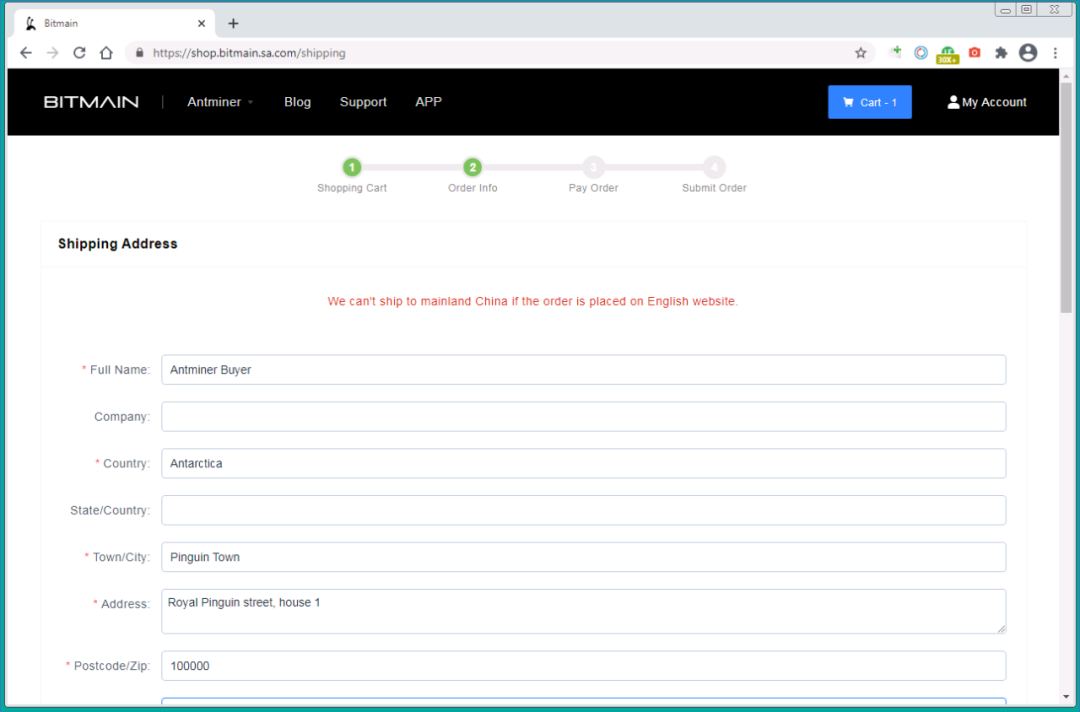 Bitmain
https://shop.bitmain.sa.com/shipping
30X+
BITMAIN | Antminer Blog Support APP Cart - 1 My Account
1 2 3 4
Shopping Cart Order Info Pay Order Submit Order
Shipping Address
We can't ship to mainland China if the order is placed on English website.
* Full Name: Antminer Buyer
Company:
* Country: Antarctica
State/Country:
* Town/City: Pinguin Town
* Address: Royal Pinguin street, house 1
* Postcode/Zip: 100000